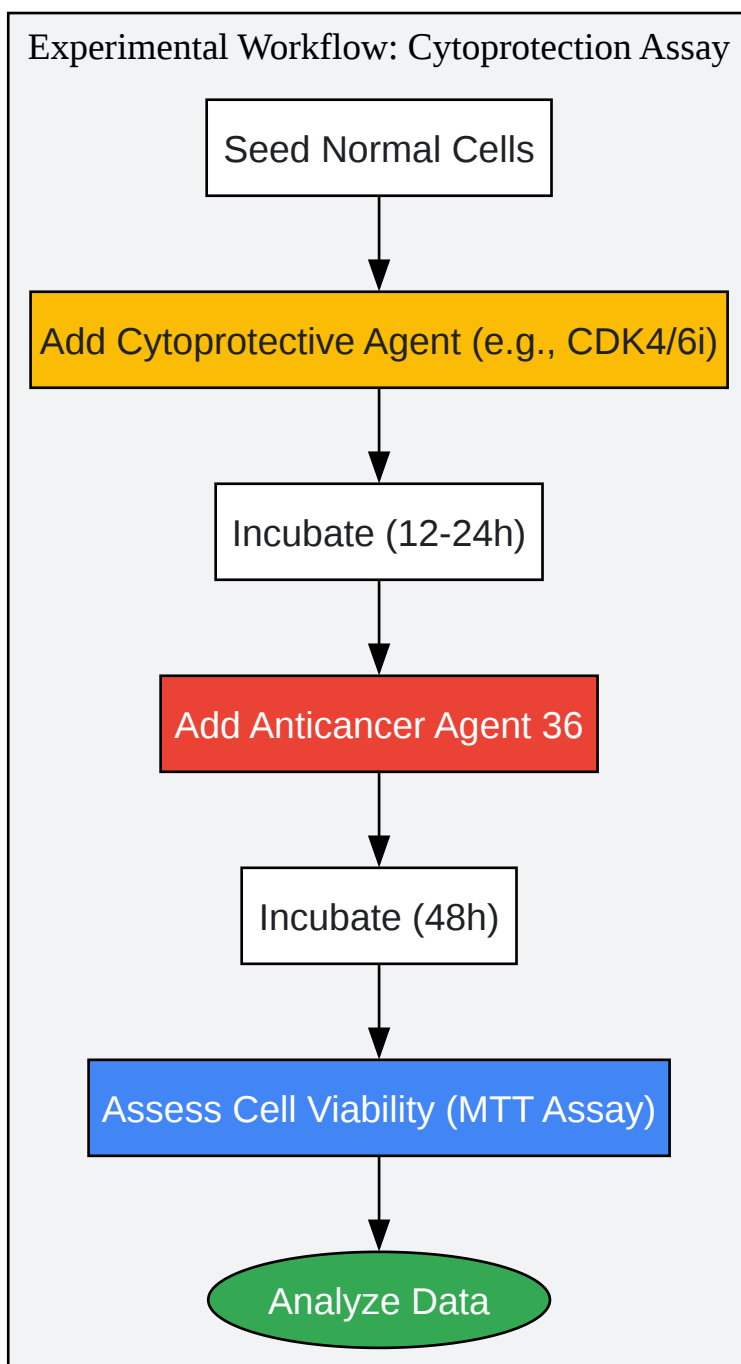 Experimental Workflow: Cytoprotection Assay
Seed Normal Cells
Add Cytoprotective Agent (e.g., CDK4/6i)
Incubate (12-24h)
Add Anticancer Agent 36
Incubate (48h)
Assess Cell Viability (MTT Assay)
Analyze Data